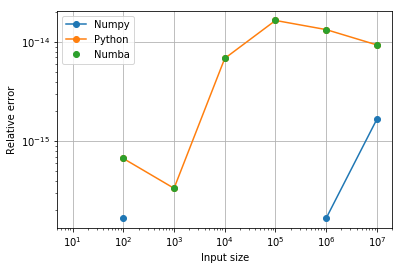 Numpy
Python
Numba
Relative error
10⁻¹⁴
10⁻¹⁵
10¹ 10² 10³ 10⁴ 10⁵ 10⁶ 10⁷
Input size